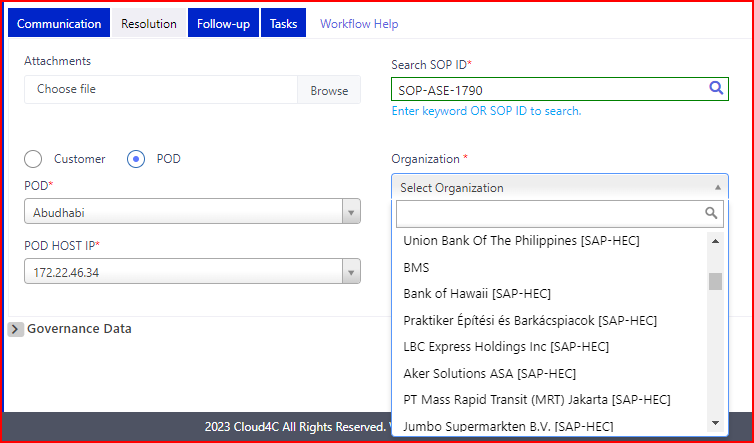 Communication Resolution Follow-up Tasks Workflow Help
Attachments
Choose file Browse
Search SOP ID*
SOP-ASE-1790
Enter keyword OR SOP ID to search.
Customer POD
POD*
Abudhabi
POD HOST IP*
172.22.46.34
Organization *
Select Organization
Union Bank Of The Philippines [SAP-HEC]
BMS
Bank of Hawaii [SAP-HEC]
Praktiker Építési és Barkácspiacok [SAP-HEC]
LBC Express Holdings Inc [SAP-HEC]
Aker Solutions ASA [SAP-HEC]
PT Mass Rapid Transit (MRT) Jakarta [SAP-HEC]
Jumbo Supermarkten B.V. [SAP-HEC]
Governance Data
2023 Cloud4C All Rights Reserved.